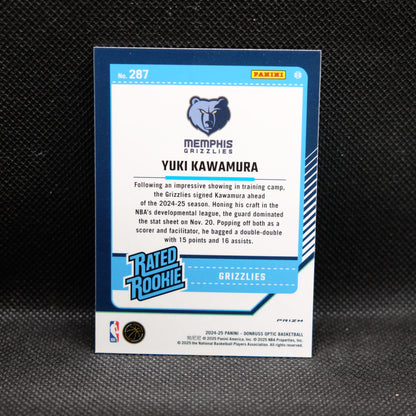 No. 287
PANINI
MEMPHIS
GRIZZLIES
YUKI KAWAMURA
Following an impressive showing in training camp,
the Grizzlies signed Kawamura ahead
of the 2024-25 season. Honing his craft in the
NBA's developmental league, the guard dominated
the stat sheet on Nov. 20. Popping off both as a
scorer and facilitator, he bagged a double-double
with 15 points and 16 assists.
RATED
ROOKIE
GRIZZLIES
PRIZM
NBA
2024-25 PANINI - DONRUSS OPTIC BASKETBALL
© 2025 Panini America, Inc. © 2025 NBA Properties, Inc.
© 2025 the National Basketball Players Association. All rights reserved.